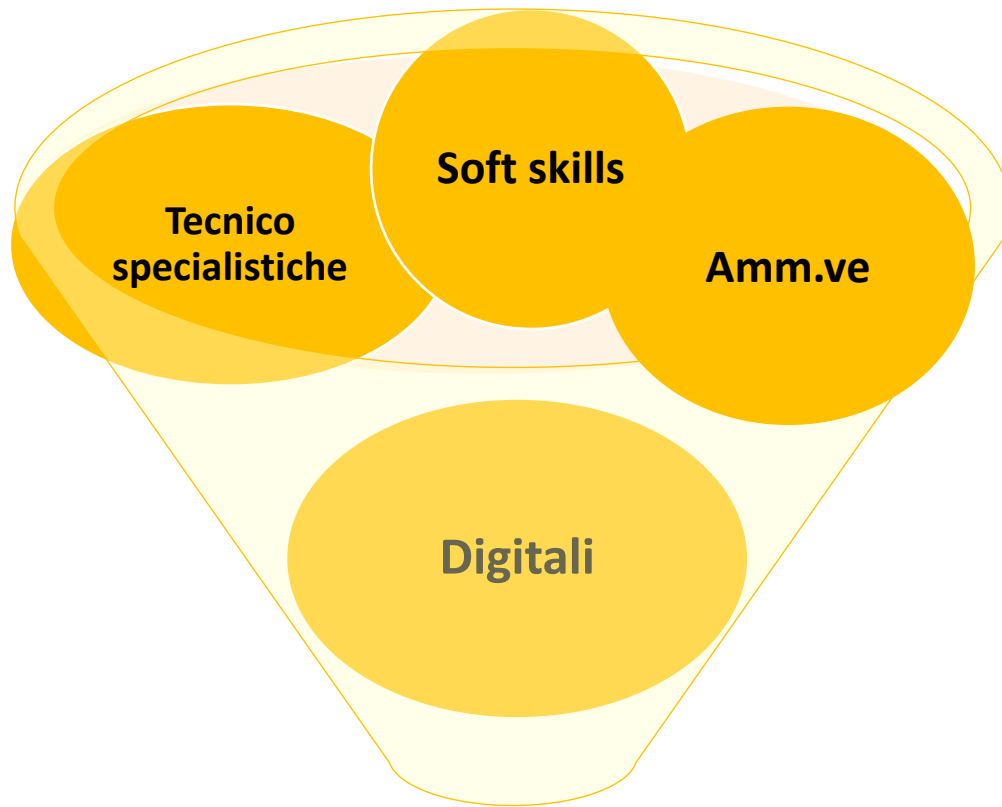 Soft skills
Tecnico
specialistiche
Amm.ve
Digitali